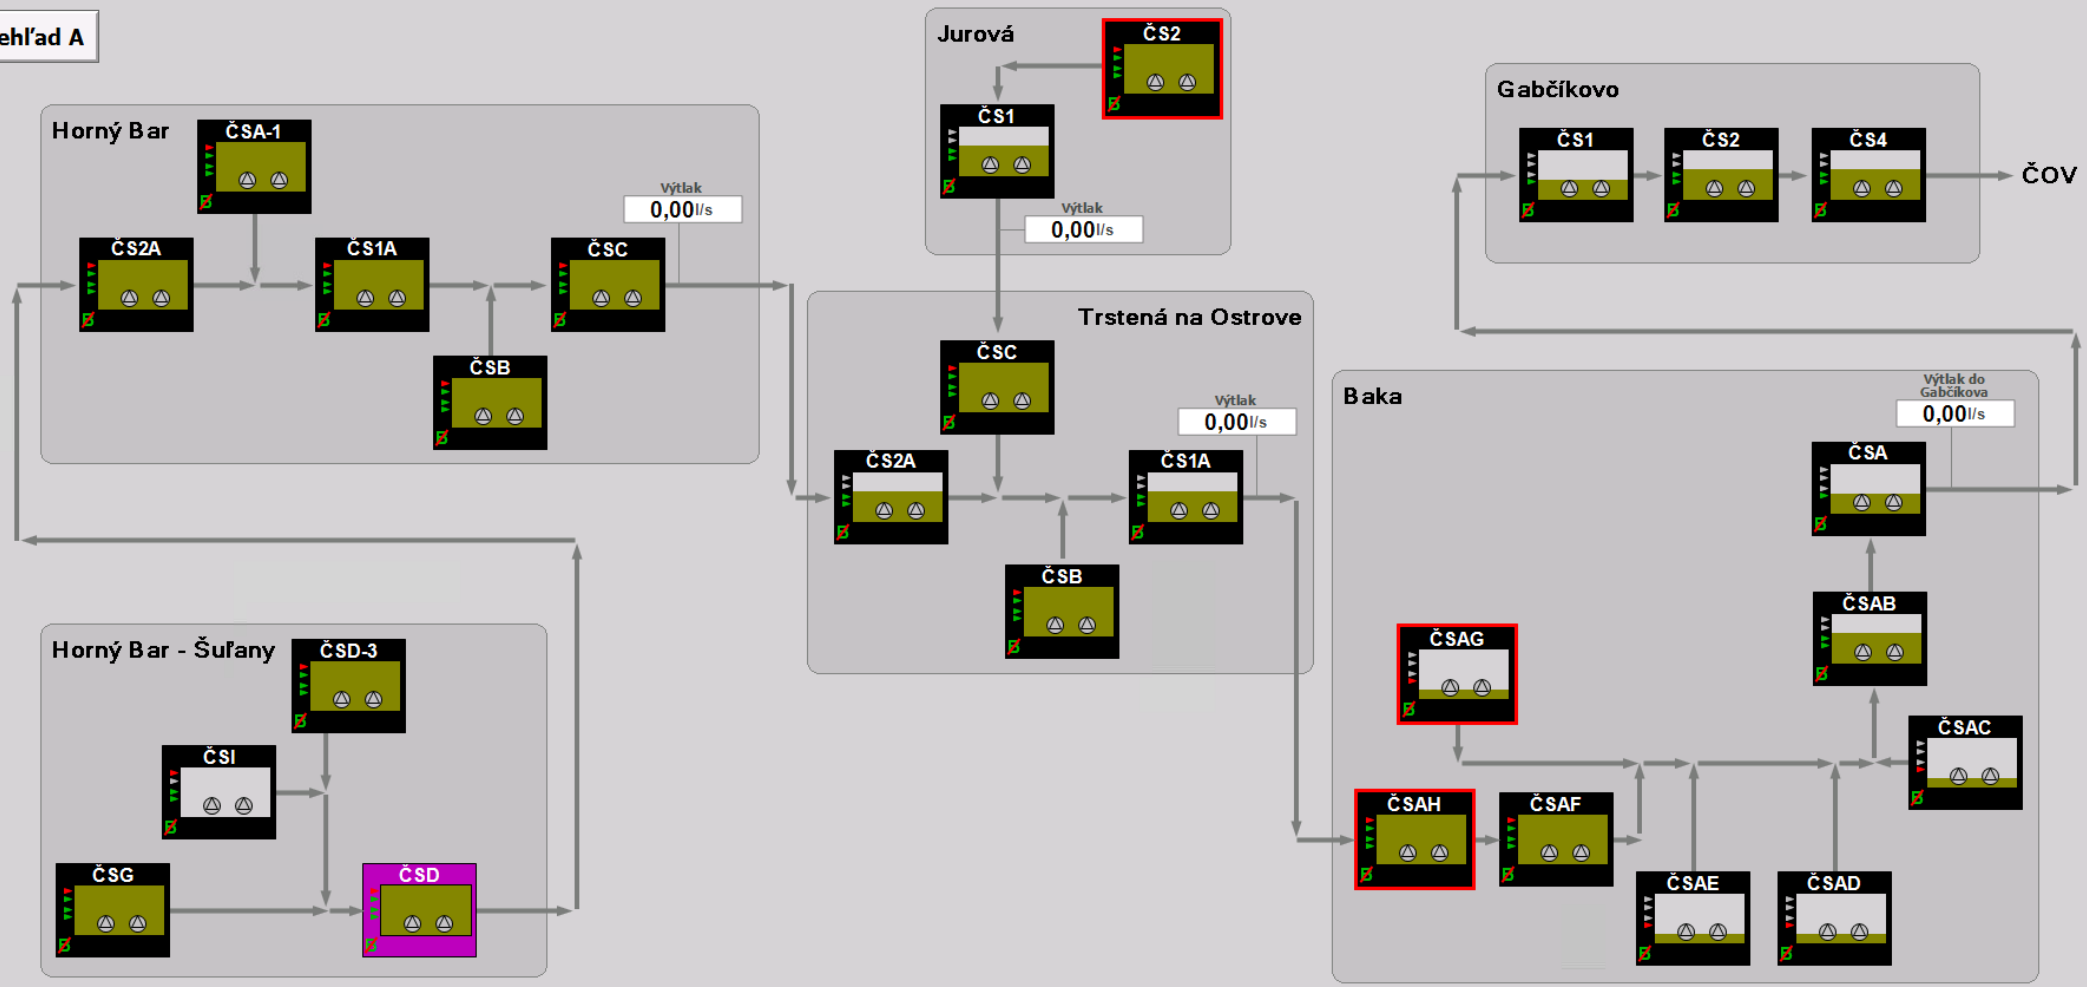 ehľad A
Horný Bar
ČSA-1
ČS2A
ČS1A
ČSC
ČSB
Výtlak
0,00l/s
Jurová
ČS2
ČS1
Výtlak
0,00l/s
Gabčíkovo
ČS1
ČS2
ČS4
ČOV
Trstená na Ostrove
ČSC
ČS2A
ČS1A
ČSB
Výtlak
0,00l/s
Baka
Výtlak do
Gabčíkova
0,00l/s
ČSA
ČSAB
ČSAG
ČSAC
ČSAH
ČSAF
ČSAE
ČSAD
Horný Bar - Šuľany
ČSD-3
ČSI
ČSG
ČSD